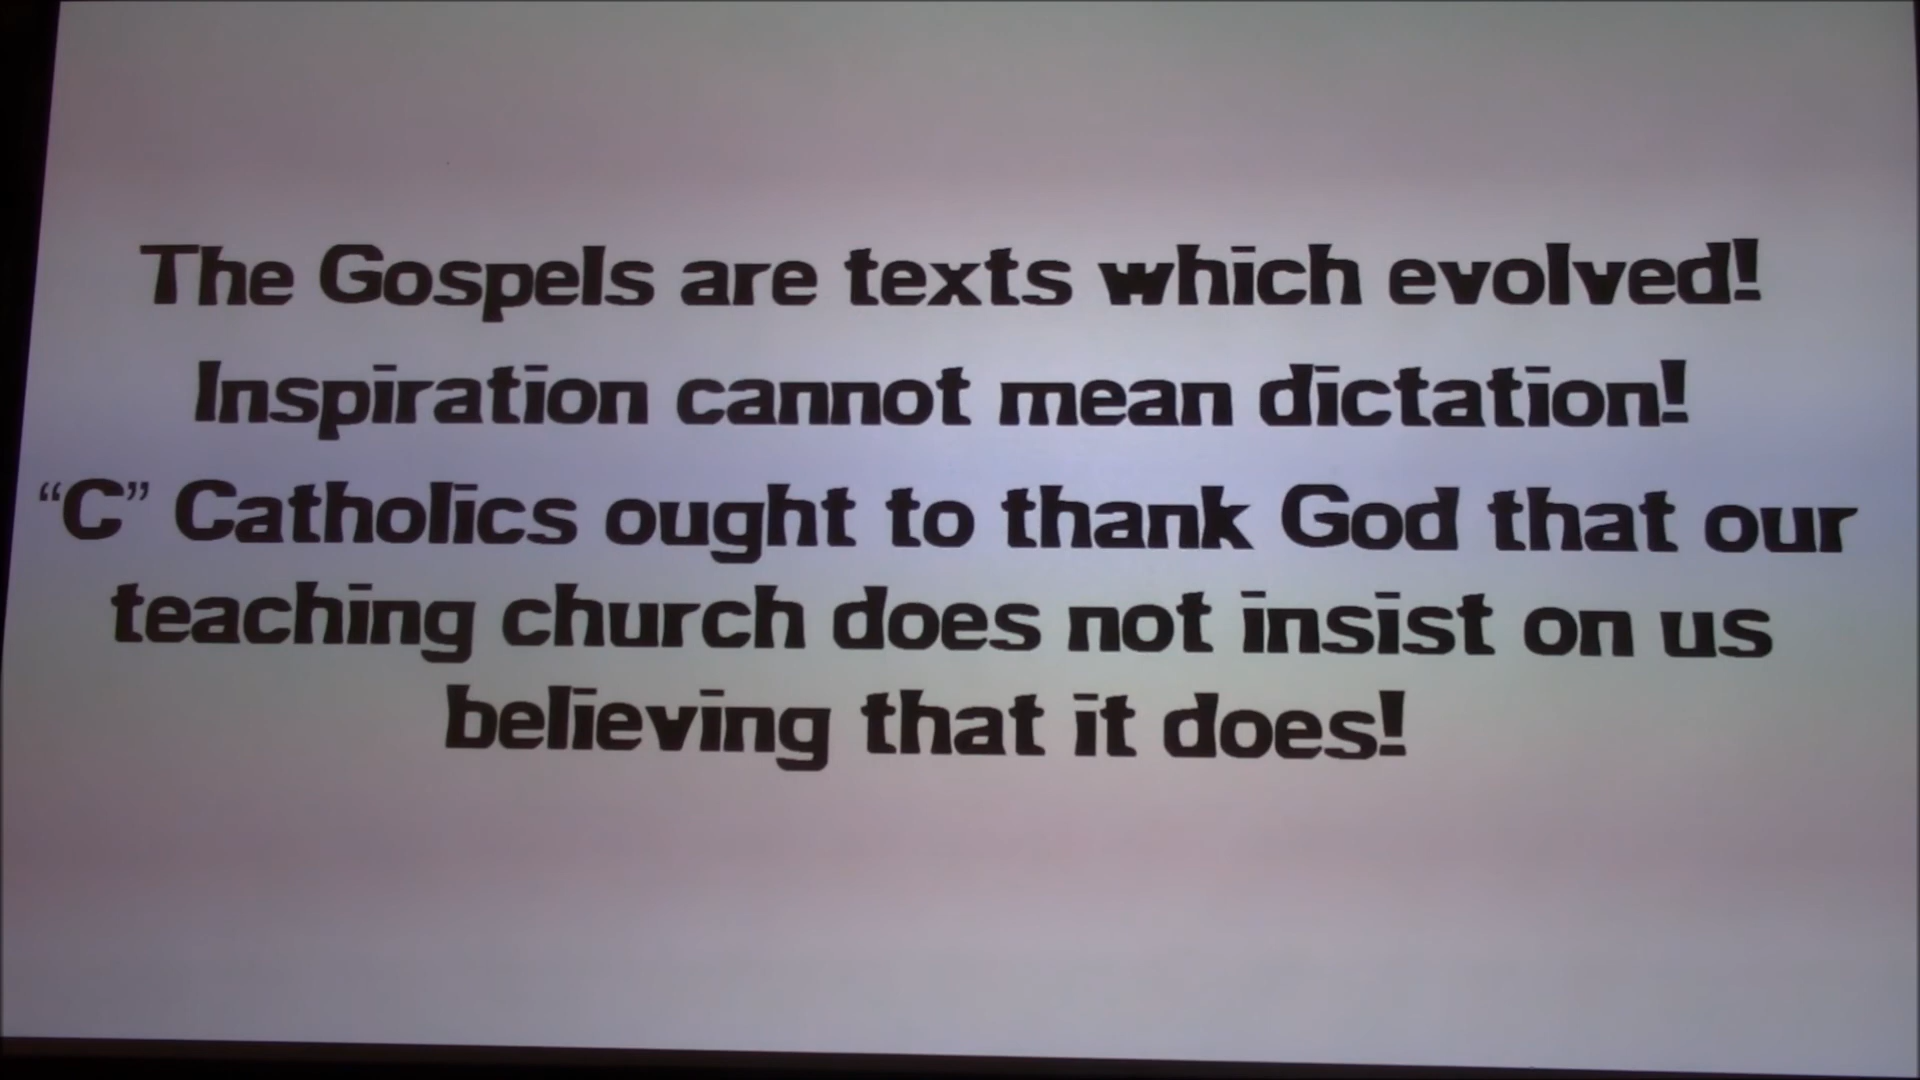 The Gospels are texts which evolved!
Inspiration cannot mean dictation!
“C” Catholics ought to thank God that our
teaching church does not insist on us
believing that it does!